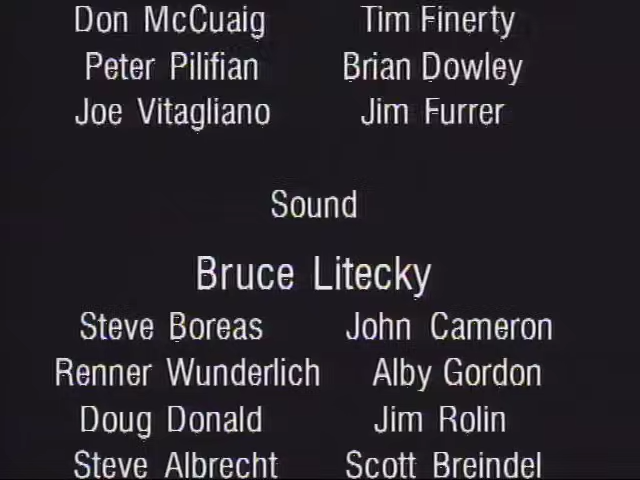 Don McCuaig Tim Finerty
Peter Pilifian Brian Dowley
Joe Vitagliano Jim Furrer
Sound
Bruce Litecky
Steve Boreas John Cameron
Renner Wunderlich Alby Gordon
Doug Donald Jim Rolin
Steve Albrecht Scott Breindel